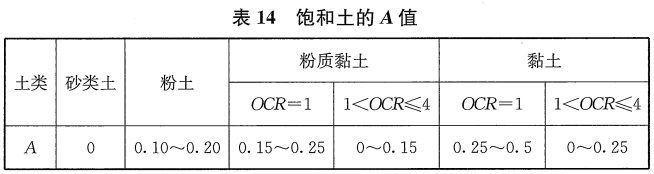 表 14 饱和土的 A 值
土类 砂类土 粉土 粉质黏土 黏土
OCR=1 1<OCR≤4 OCR=1 1<OCR≤4
A 0 0.10～0.20 0.15～0.25 0～0.15 0.25～0.5 0～0.25